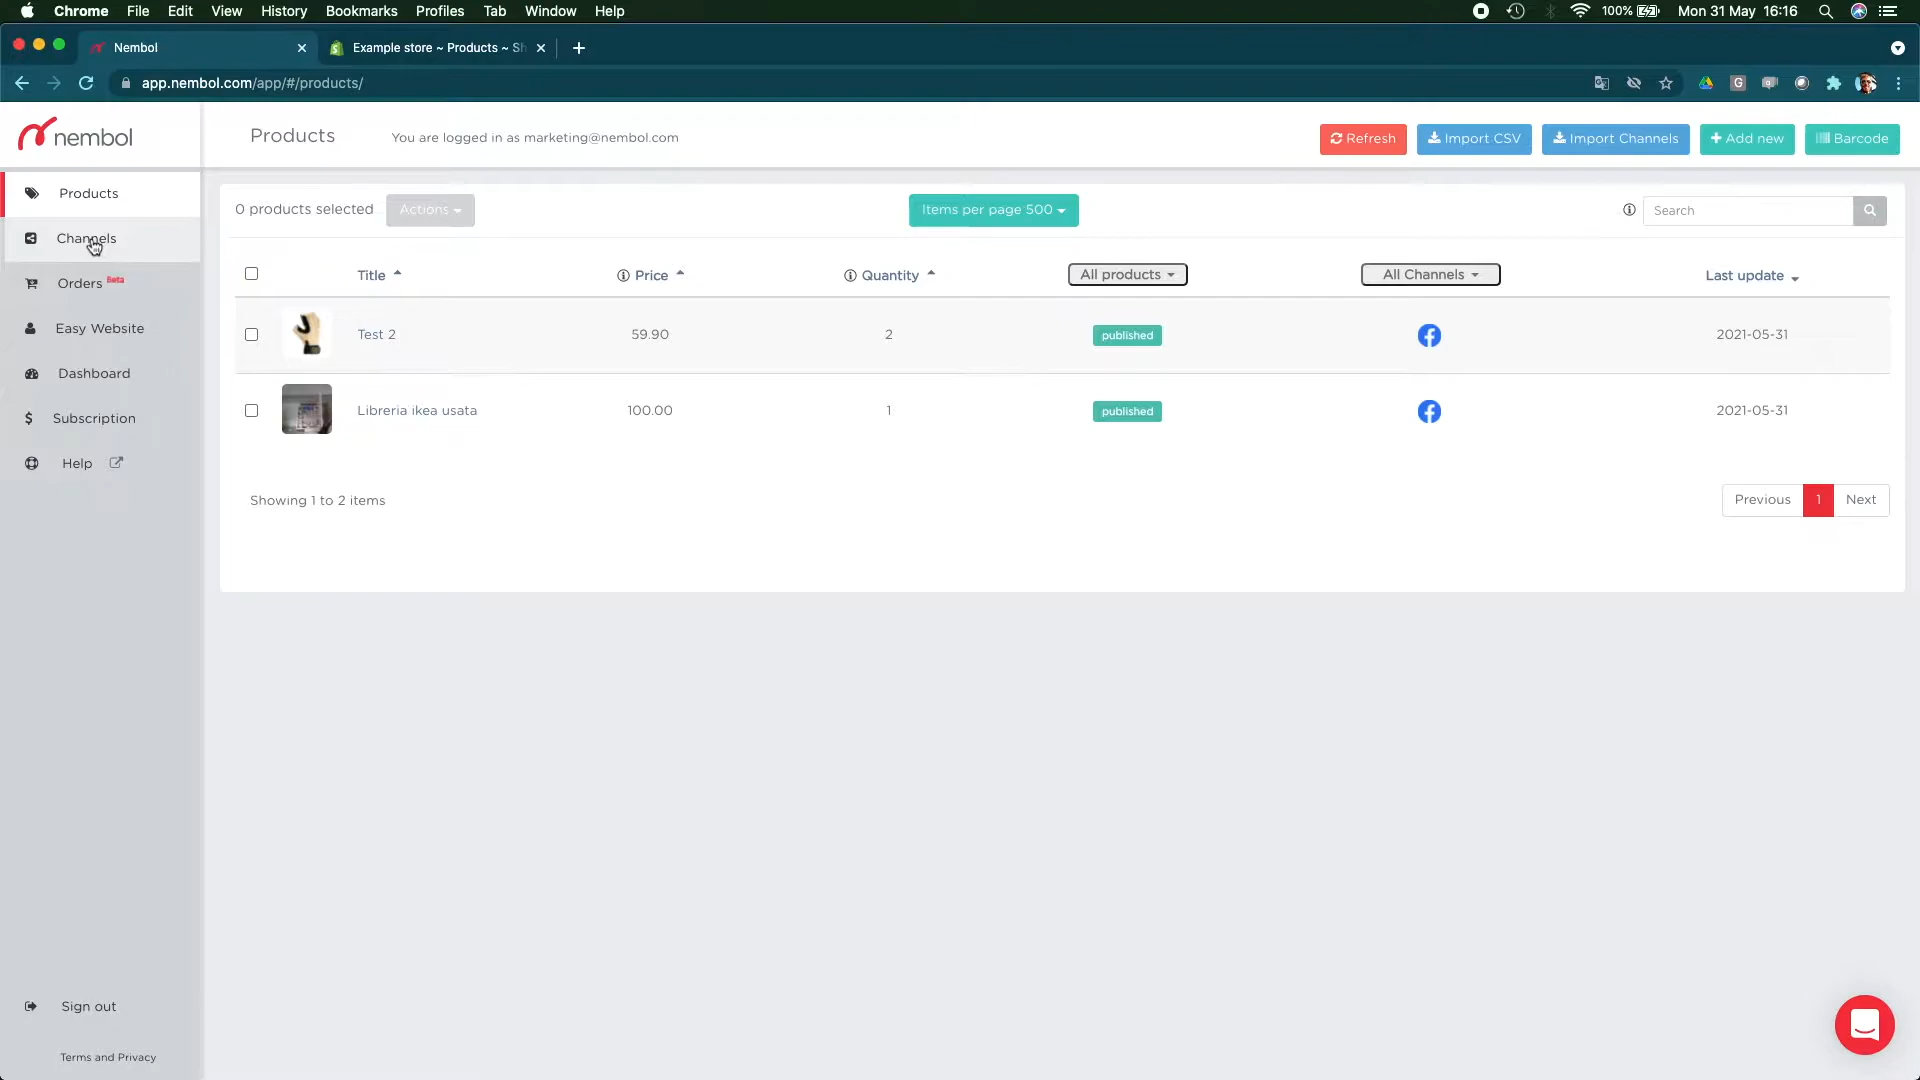 Chrome File Edit View History Bookmarks Profiles Tab Window Help 100% Mon 31 May 16:16
Nembol
Example store ~ Products ~ Sh
app.nembol.com/app/#/products/
nembol
Products
You are logged in as marketing@nembol.com
Refresh
Import CSV
Import Channels
Add new
Barcode
Products
Channels
Orders Beta
Easy Website
Dashboard
Subscription
Help
Sign out
Terms and Privacy
0 products selected
Actions
Items per page 500
Search
Title Price Quantity All products All Channels Last update
Test 2 59.90 2 published 2021-05-31
Libreria ikea usata 100.00 1 published 2021-05-31
Showing 1 to 2 items
Previous 1 Next